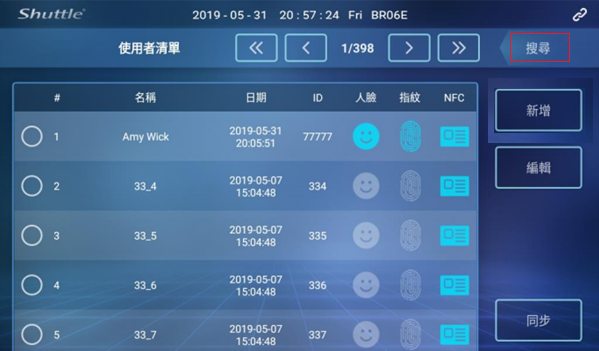 Shuttle 2019-05-31 20:57:24 Fri BR06E
使用者清單 1/398 搜尋
# 名稱 日期 ID 人臉 指紋 NFC
新增
1 Amy Wick 2019-05-31 20:05:51 77777
編輯
2 33_4 2019-05-07 15:04:48 334
3 33_5 2019-05-07 15:04:48 335
4 33_6 2019-05-07 15:04:48 336
5 33_7 2019-05-07 15:04:48 337
同步